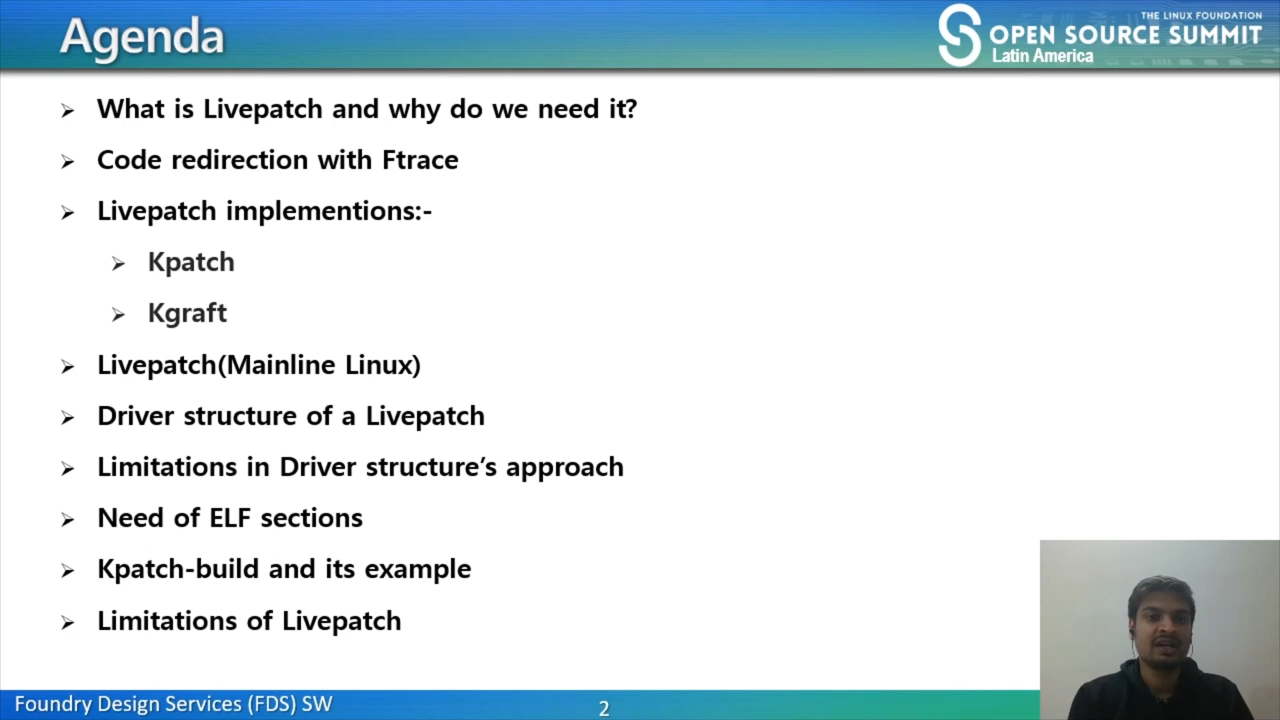 Agenda
THE LINUX FOUNDATION
OPEN SOURCE SUMMIT
Latin America
What is Livepatch and why do we need it?
Code redirection with Ftrace
Livepatch implementions:-
Kpatch
Kgraft
Livepatch(Mainline Linux)
Driver structure of a Livepatch
Limitations in Driver structure’s approach
Need of ELF sections
Kpatch-build and its example
Limitations of Livepatch
Foundry Design Services (FDS) SW
2